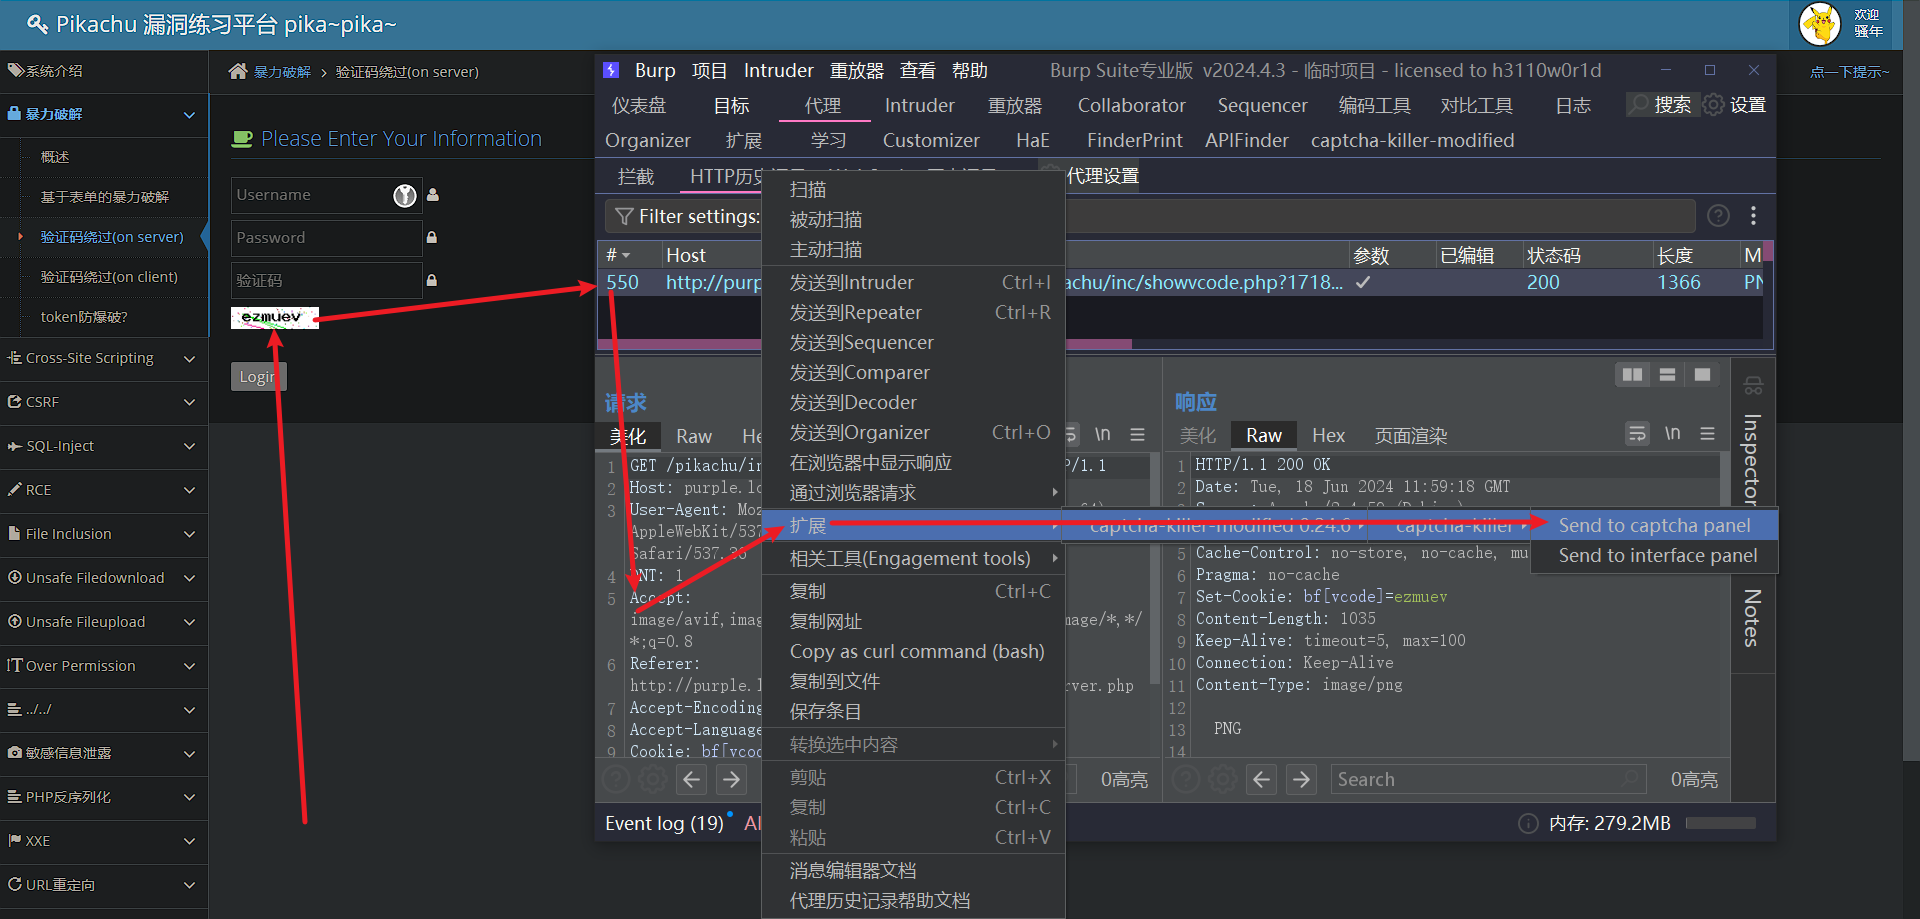 Pikachu 漏洞练习平台 pika~pika~
欢迎
骚年
系统介绍
暴力破解
概述
基于表单的暴力破解
验证码绕过(on server)
验证码绕过(on client)
token防爆破?
Cross-Site Scripting
CSRF
SQL-Inject
RCE
File Inclusion
Unsafe Filedownload
Unsafe Fileupload
Over Permission
../../
敏感信息泄露
PHP反序列化
XXE
URL重定向
暴力破解 > 验证码绕过(on server)
点一下提示~
Please Enter Your Information
Username
Password
验证码
ezmuev
Login
Burp 项目 Intruder 重放器 查看 帮助
Burp Suite专业版 v2024.4.3 - 临时项目 - licensed to h3110w0r1d
仪表盘 目标 代理 Intruder 重放器 Collaborator Sequencer 编码工具 对比工具 日志 搜索 设置
Organizer 扩展 学习 Customizer HaE FinderPrint APIFinder captcha-killer-modified
拦截 HTTP历 代理设置
Filter settings:
# Host 参数 已编辑 状态码 长度 M
550 http://purp achu/inc/showvcode.php?1718... ✓ 200 1366 PN
扫描
被动扫描
主动扫描
发送到Intruder Ctrl+I
发送到Repeater Ctrl+R
发送到Sequencer
发送到Comparer
发送到Decoder
发送到Organizer Ctrl+O
在浏览器中显示响应
通过浏览器请求
扩展
相关工具(Engagement tools)
复制 Ctrl+C
复制网址
Copy as curl command (bash)
复制到文件
保存条目
转换选中内容
剪贴 Ctrl+X
复制 Ctrl+C
粘贴 Ctrl+V
消息编辑器文档
代理历史记录帮助文档
captcha-killer-modified 0.24.6
captcha-killer
Send to captcha panel
Send to interface panel
请求
美化 Raw He \n
1 GET /pikachu/in P/1.1
2 Host: purple.lo
3 User-Agent: Moz
AppleWebKit/537
Safari/537.36
4 DNT: 1
5 Accept:
image/avif,imag mage/*,*/
*;q=0.8
6 Referer:
http://purple.l rver.php
7 Accept-Encoding
8 Accept-Language
9 Cookie: bf[vcod
0高亮
响应
美化 Raw Hex 页面渲染 \n
1 HTTP/1.1 200 OK
2 Date: Tue, 18 Jun 2024 11:59:18 GMT
5 Cache-Control: no-store, no-cache, mu
6 Pragma: no-cache
7 Set-Cookie: bf[vcode]=ezmuev
8 Content-Length: 1035
9 Keep-Alive: timeout=5, max=100
10 Connection: Keep-Alive
11 Content-Type: image/png
12
13 PNG
14
Search
0高亮
Inspector
Notes
Event log (19) Al
内存: 279.2MB